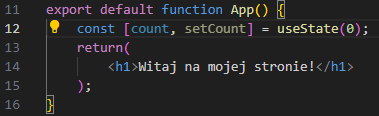 11 export default function App() {
12 const [count, setCount] = useState(0);
13 return(
14 <h1>Witaj na mojej stronie!</h1>
15 );
16 }